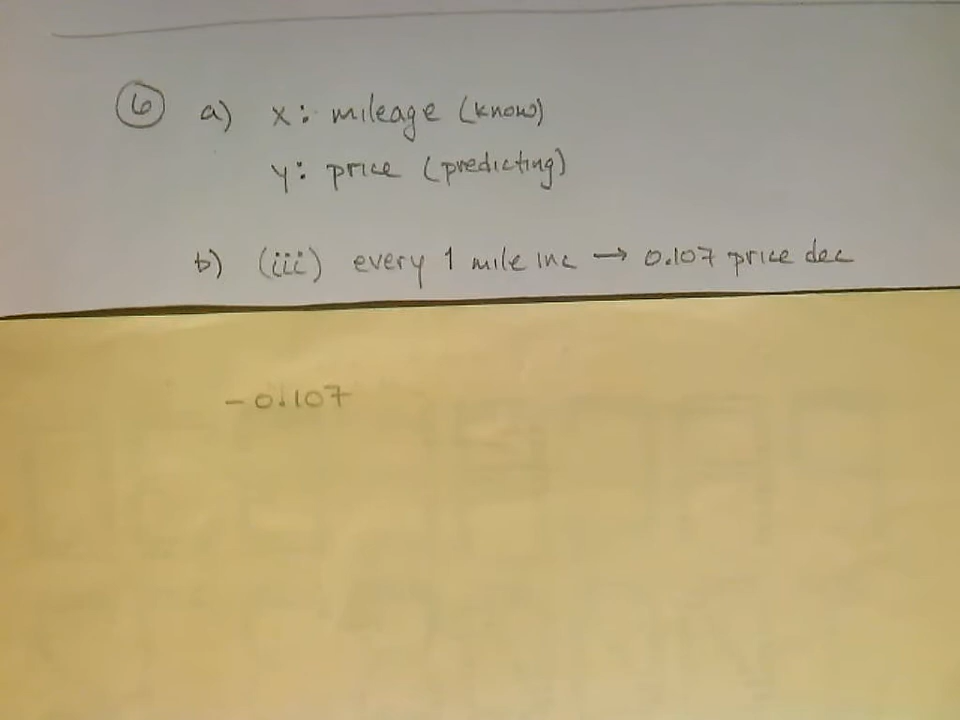 6 a) x: mileage (know)
y: price (predicting)
b) (iii) every 1 mile inc → 0.107 price dec
-0.107